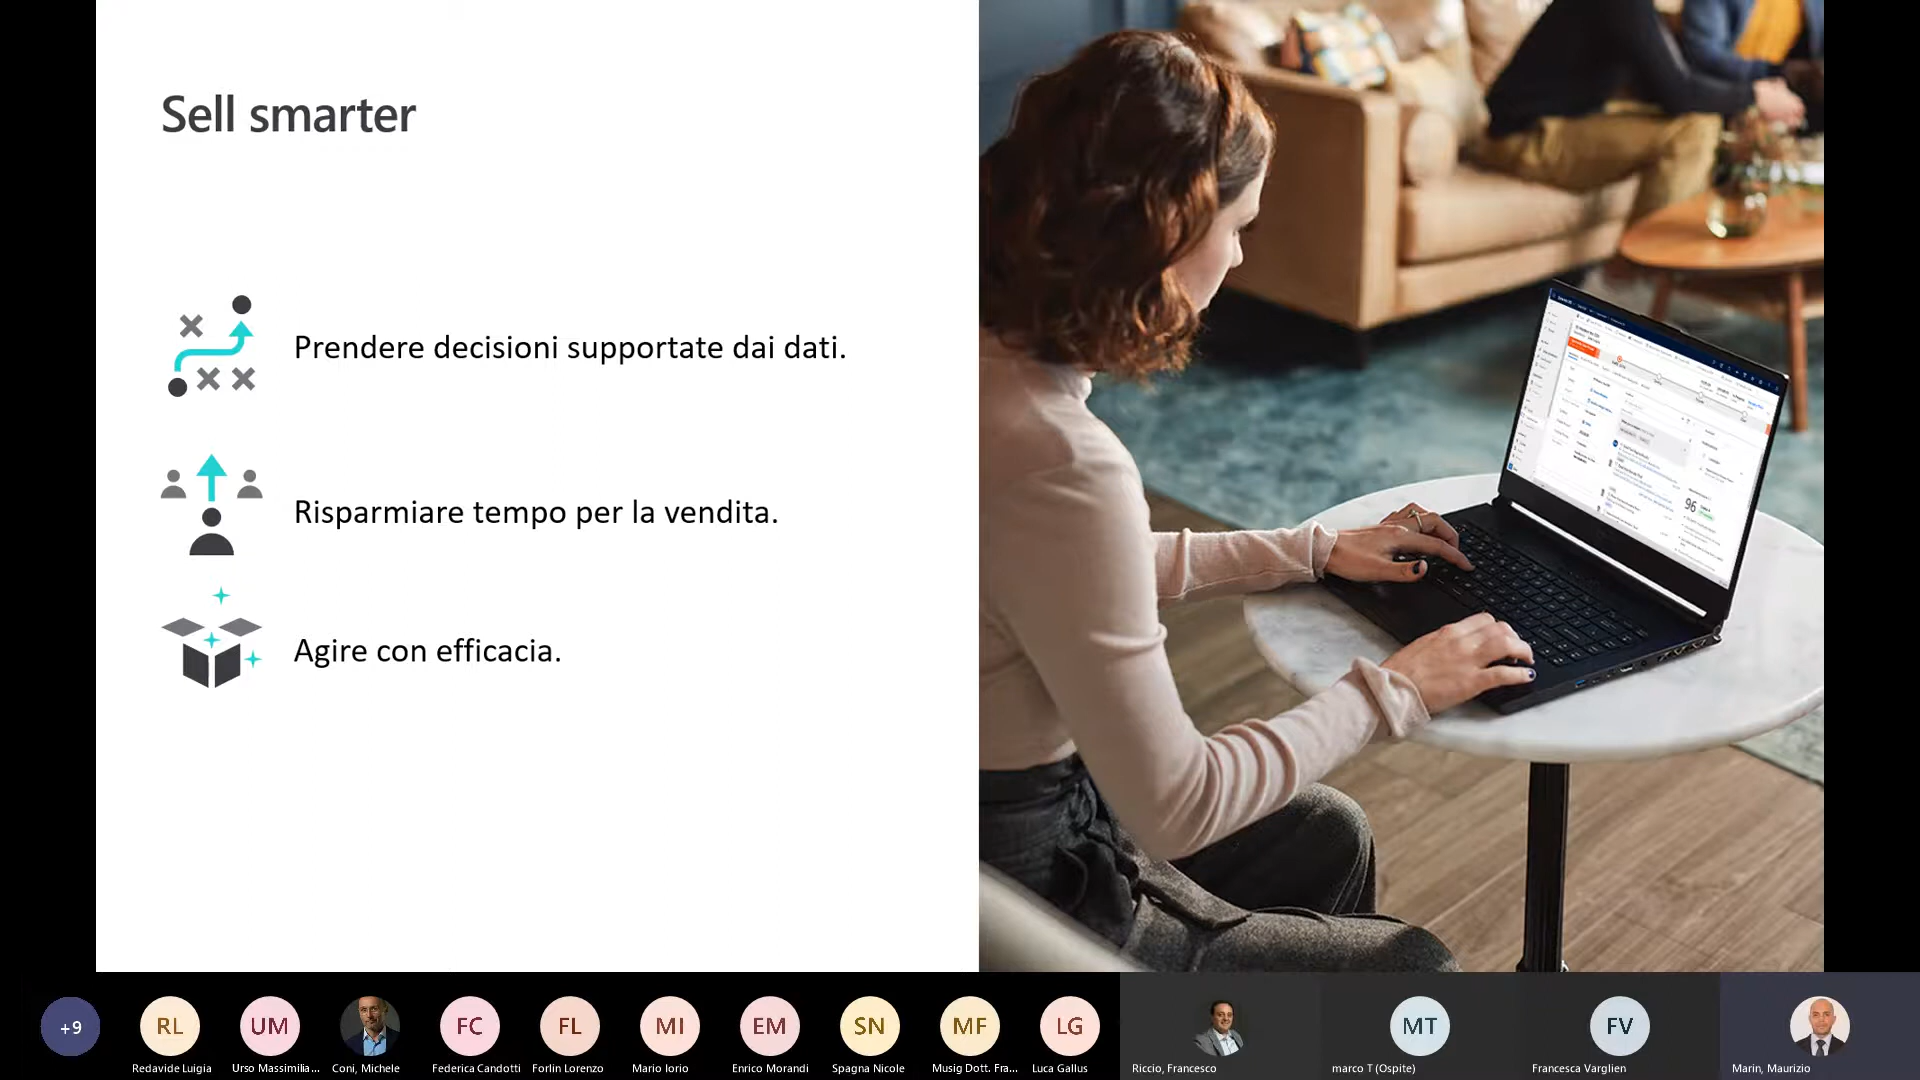 Sell smarter
Prendere decisioni supportate dai dati.
Risparmiare tempo per la vendita.
Agire con efficacia.
96
+9
RL
UM
FC
FL
MI
EM
SN
MF
LG
MT
FV
Redavide Luigia
Urso Massimilia...
Coni, Michele
Federica Candotti
Forlin Lorenzo
Mario Iorio
Enrico Morandi
Spagna Nicole
Musig Dott. Fra...
Luca Gallus
Riccio, Francesco
marco T (Ospite)
Francesca Varglien
Marin, Maurizio